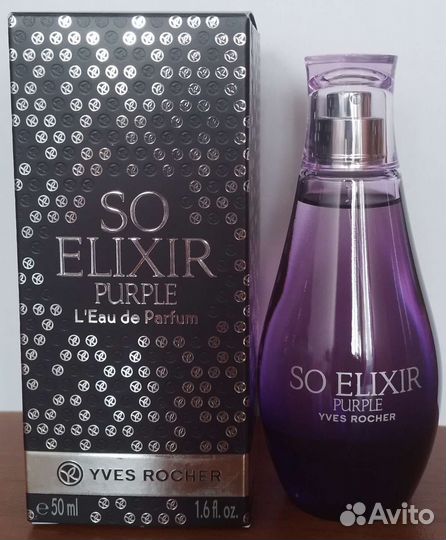 SO
ELIXIR
PURPLE
L'Eau de Parfum
YVES ROCHER
e 50 ml 1.6 fl. oz.
SO ELIXIR
PURPLE
YVES ROCHER
Avito